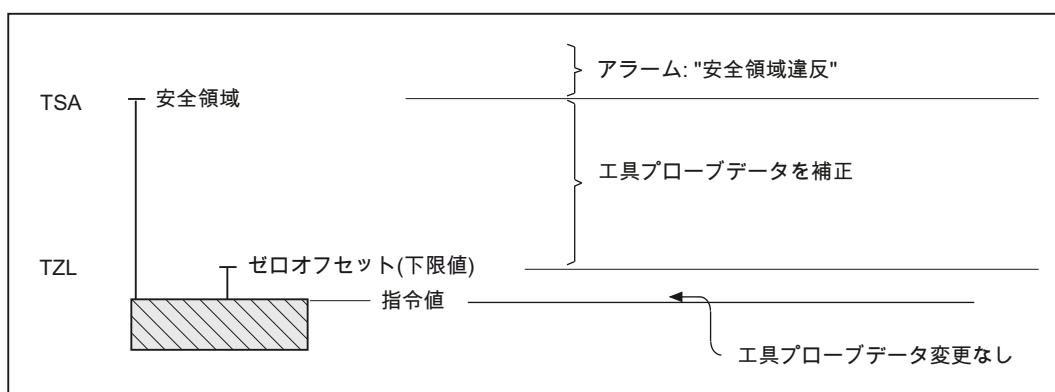 アラーム: "安全領域違反"
TSA
安全領域
工具プローブデータを補正
TZL
ゼロオフセット(下限値)
指令値
工具プローブデータ変更なし